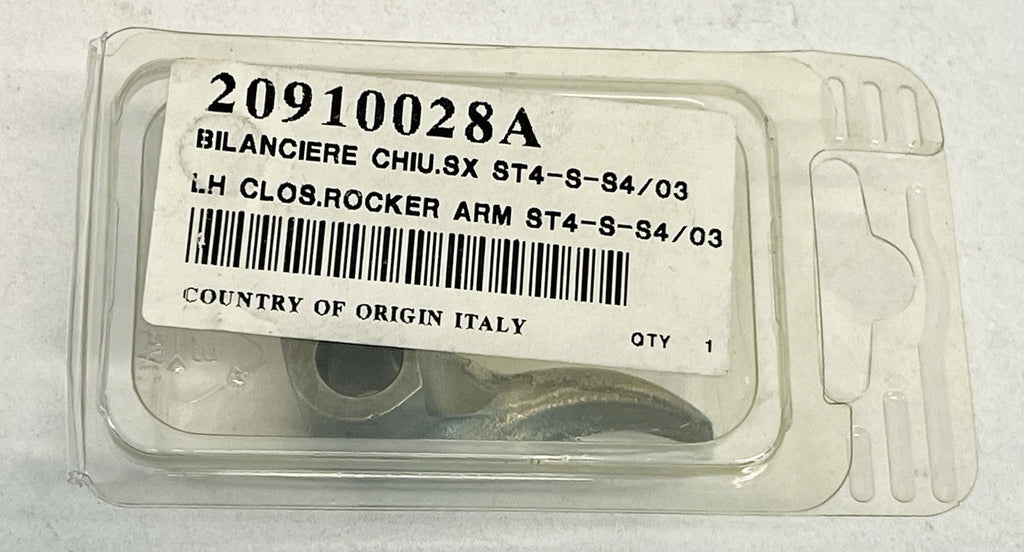 20910028A
BILANCIERE CHIU.SX ST4-S-S4/03
LH CLOS.ROCKER ARM ST4-S-S4/03
COUNTRY OF ORIGIN ITALY
QTY 1